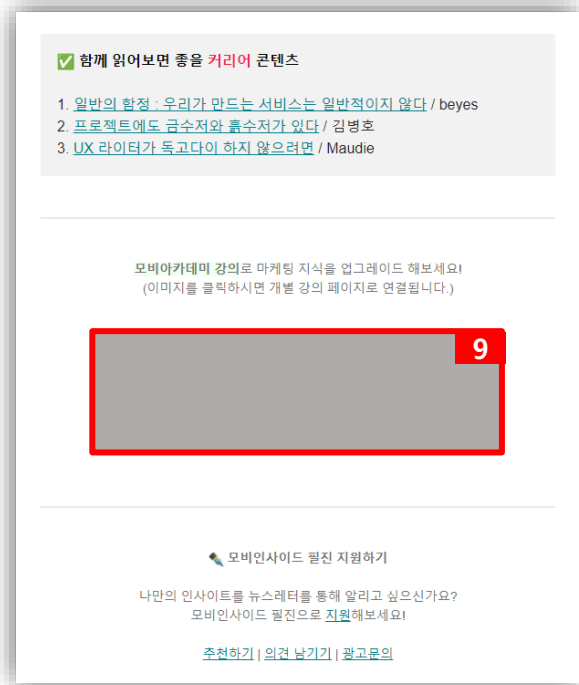 ✅ 함께 읽어보면 좋을 커리어 콘텐츠
1. 일반의 함정 : 우리가 만드는 서비스는 일반적이지 않다 / beyes
2. 프로젝트에도 금수저와 흙수저가 있다 / 김병호
3. UX 라이터가 독고다이 하지 않으려면 / Maudie
모비아카데미 강의로 마케팅 지식을 업그레이드 해보세요!
(이미지를 클릭하시면 개별 강의 페이지로 연결됩니다.)
9
✒️ 모비인사이드 필진 지원하기
나만의 인사이트를 뉴스레터를 통해 알리고 싶으신가요?
모비인사이드 필진으로 지원해보세요!
추천하기 | 의견 남기기 | 광고문의